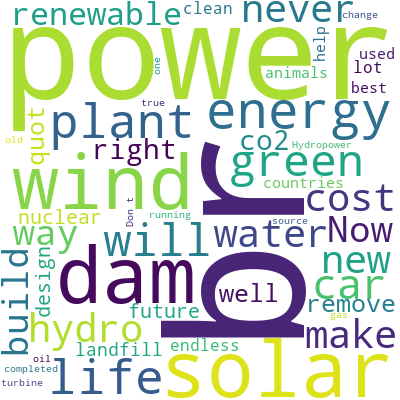 renewable
clean
never
change
power
help
one
animals
used
lot
best
true
plant
energy
quot
right
co2
old
Hydropower
green
wind
br
countries
cost
nuclear
Don t
running
source
way
will
water
Now
dam
new
build
design
well
car
future
remove
gas
hydro
make
landfill
endless
oil
completed
turbine
life
solar